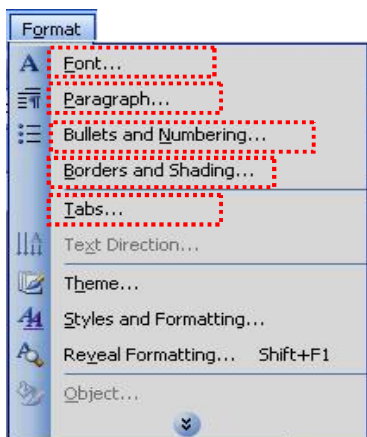 Format
Font...
Paragraph...
Bullets and Numbering...
Borders and Shading...
Tabs...
Text Direction...
Theme...
Styles and Formatting...
Reveal Formatting... Shift+F1
Object...